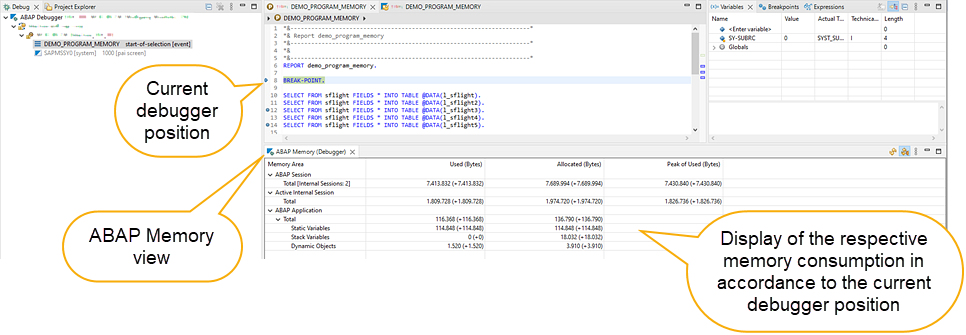 Debug
Project Explorer
ABAP Debugger
DEMO_PROGRAM_MEMORY start-of-selection [event]
SAPMSSY0 [system] 1000 [pai screen]
Current
debugger
position
ABAP Memory
view
DEMO_PROGRAM_MEMORY
DEMO_PROGRAM_MEMORY
DEMO_PROGRAM_MEMORY
1 *&---------------------------------------------------------------------*
2 *& Report demo_program_memory
3 *&---------------------------------------------------------------------*
4 *&
5 *&---------------------------------------------------------------------*
6 REPORT demo_program_memory.
7
8 BREAK-POINT.
9
10 SELECT FROM sflight FIELDS * INTO TABLE @DATA(l_sflight).
11 SELECT FROM sflight FIELDS * INTO TABLE @DATA(l_sflight2).
12 SELECT FROM sflight FIELDS * INTO TABLE @DATA(l_sflight3).
13 SELECT FROM sflight FIELDS * INTO TABLE @DATA(l_sflight4).
14 SELECT FROM sflight FIELDS * INTO TABLE @DATA(l_sflight5).
15
Variables
Breakpoints
Expressions
Name Value Actual T... Technica... Length
<Enter variable> 0
SY-SUBRC 0 SYST_SU... I 4
Globals 0
ABAP Memory (Debugger)
Memory Area Used (Bytes) Allocated (Bytes) Peak of Used (Bytes)
ABAP Session
Total [Internal Sessions: 2] 7.413.832 (+7.413.832) 7.689.994 (+7.689.994) 7.430.840 (+7.430.840)
Active Internal Session
Total 1.809.728 (+1.809.728) 1.974.720 (+1.974.720) 1.826.736 (+1.826.736)
ABAP Application
Total 116.368 (+116.368) 136.790 (+136.790)
Static Variables 114.848 (+114.848) 114.848 (+114.848)
Stack Variables 0 (+0) 18.032 (+18.032)
Dynamic Objects 1.520 (+1.520) 3.910 (+3.910)
Display of the respective
memory consumption in
accordance to the current
debugger position